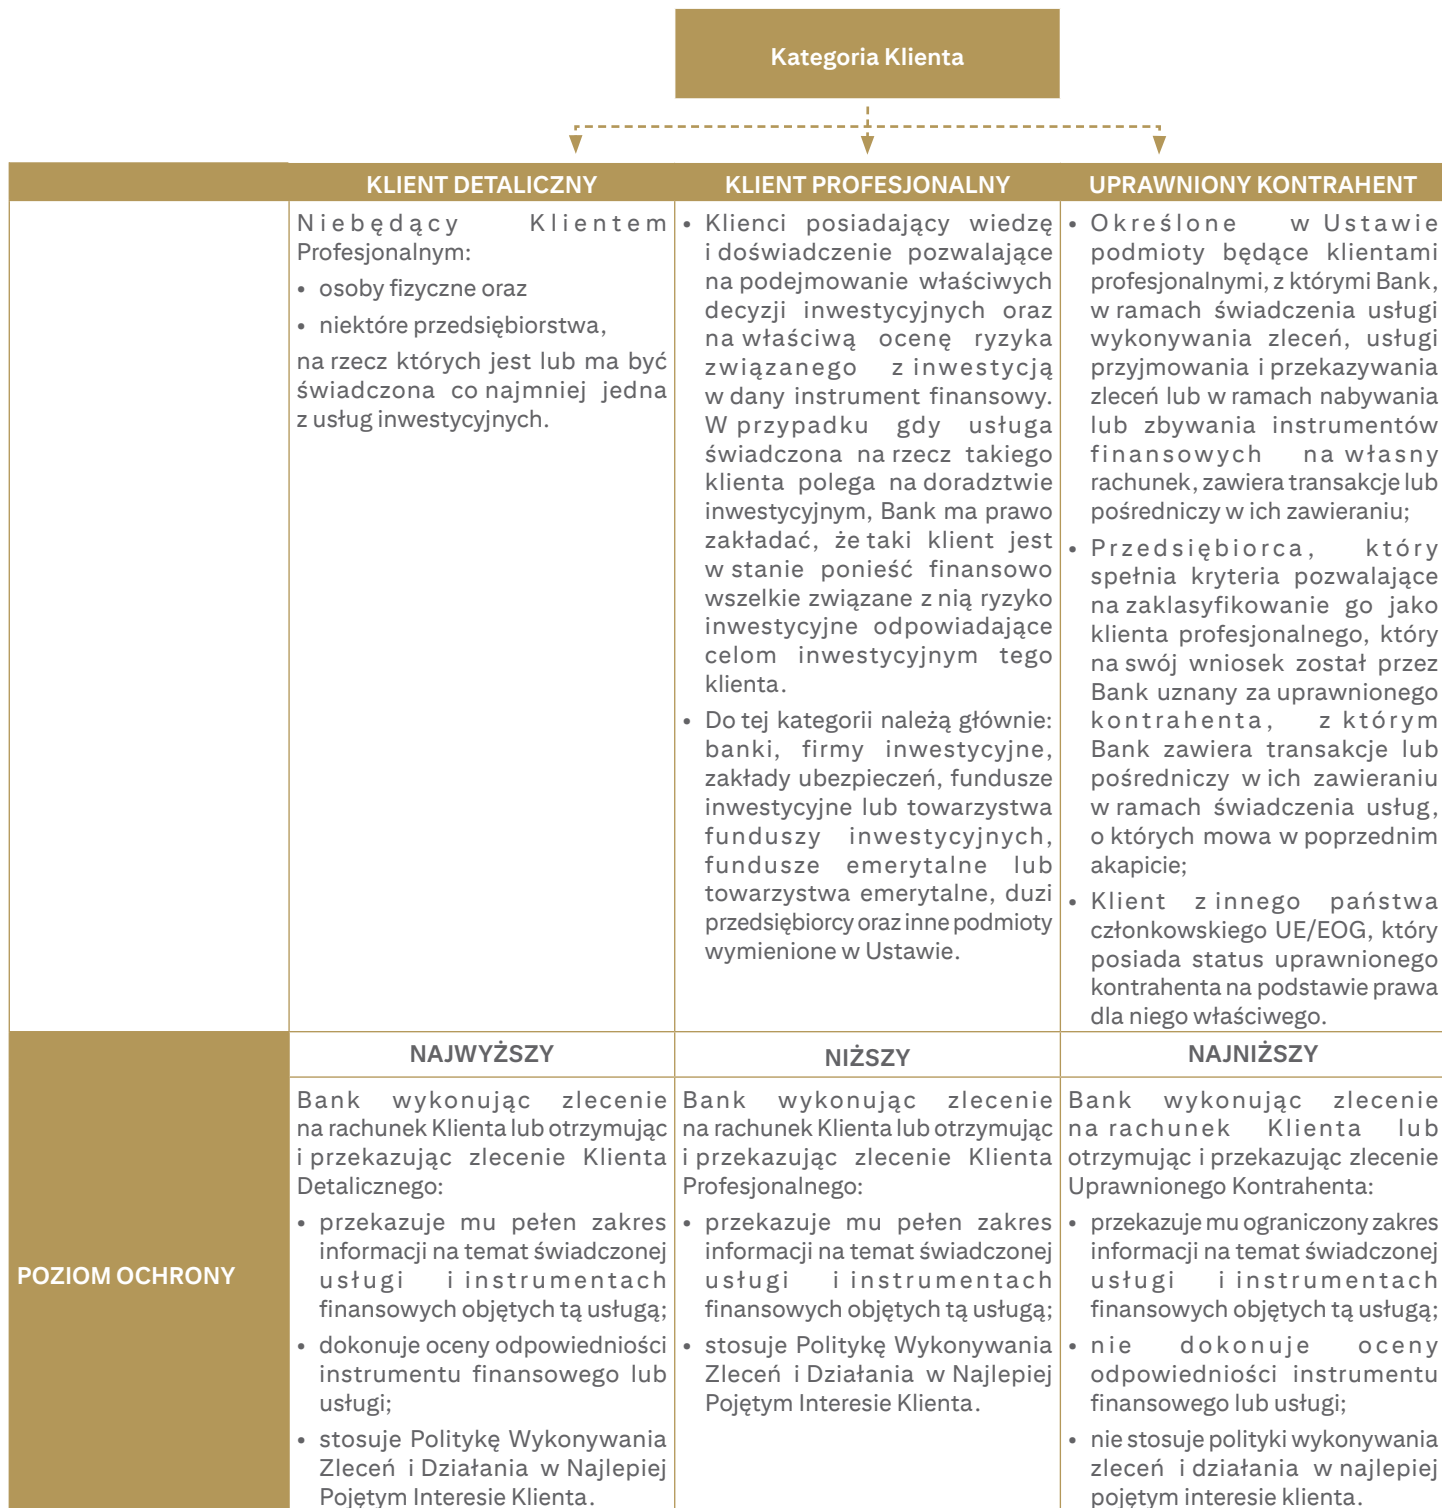 Kategoria Klienta
KLIENT DETALICZNY
KLIENT PROFESJONALNY
UPRAWNIONY KONTRAHENT
Niebędący Klientem
Profesjonalnym:
• osoby fizyczne oraz
• niektóre przedsiębiorstwa,
na rzecz których jest lub ma być
świadczona co najmniej jedna
z usług inwestycyjnych.
• Klienci posiadający wiedzę
i doświadczenie pozwalające
na podejmowanie właściwych
decyzji inwestycyjnych oraz
na właściwą ocenę ryzyka
związanego z inwestycją
w dany instrument finansowy.
W przypadku gdy usługa
świadczona na rzecz takiego
klienta polega na doradztwie
inwestycyjnym, Bank ma prawo
zakładać, że taki klient jest
w stanie ponieść finansowo
wszelkie związane z nią ryzyko
inwestycyjne odpowiadające
celom inwestycyjnym tego
klienta.
• Do tej kategorii należą głównie:
banki, firmy inwestycyjne,
zakłady ubezpieczeń, fundusze
inwestycyjne lub towarzystwa
funduszy inwestycyjnych,
fundusze emerytalne lub
towarzystwa emerytalne, duzi
przedsiębiorcy oraz inne podmioty
wymienione w Ustawie.
• Określone w Ustawie
podmioty będące klientami
profesjonalnymi, z którymi Bank,
w ramach świadczenia usługi
wykonywania zleceń, usługi
przyjmowania i przekazywania
zleceń lub w ramach nabywania
lub zbywania instrumentów
finansowych na własny
rachunek, zawiera transakcje lub
pośredniczy w ich zawieraniu;
• Przedsiębiorca, który
spełnia kryteria pozwalające
na zaklasyfikowanie go jako
klienta profesjonalnego, który
na swój wniosek został przez
Bank uznany za uprawnionego
kontrahenta, z którym
Bank zawiera transakcje lub
pośredniczy w ich zawieraniu
w ramach świadczenia usług,
o których mowa w poprzednim
akapicie;
• Klient z innego państwa
członkowskiego UE/EOG, który
posiada status uprawnionego
kontrahenta na podstawie prawa
dla niego właściwego.
POZIOM OCHRONY
NAJWYŻSZY
NIŻSZY
NAJNIŻSZY
Bank wykonując zlecenie
na rachunek Klienta lub otrzymując
i przekazując zlecenie Klienta
Detalicznego:
• przekazuje mu pełen zakres
informacji na temat świadczonej
usługi i instrumentach
finansowych objętych tą usługą;
• dokonuje oceny odpowiedniości
instrumentu finansowego lub
usługi;
• stosuje Politykę Wykonywania
Zleceń i Działania w Najlepiej
Pojętym Interesie Klienta.
Bank wykonując zlecenie
na rachunek Klienta lub otrzymując
i przekazując zlecenie Klienta
Profesjonalnego:
• przekazuje mu pełen zakres
informacji na temat świadczonej
usługi i instrumentach
finansowych objętych tą usługą;
• stosuje Politykę Wykonywania
Zleceń i Działania w Najlepiej
Pojętym Interesie Klienta.
Bank wykonując zlecenie
na rachunek Klienta lub
otrzymując i przekazując zlecenie
Uprawnionego Kontrahenta:
• przekazuje mu ograniczony zakres
informacji na temat świadczonej
usługi i instrumentach
finansowych objętych tą usługą;
• nie dokonuje oceny
odpowiedniości instrumentu
finansowego lub usługi;
• nie stosuje polityki wykonywania
zleceń i działania w najlepiej
pojętym interesie klienta.